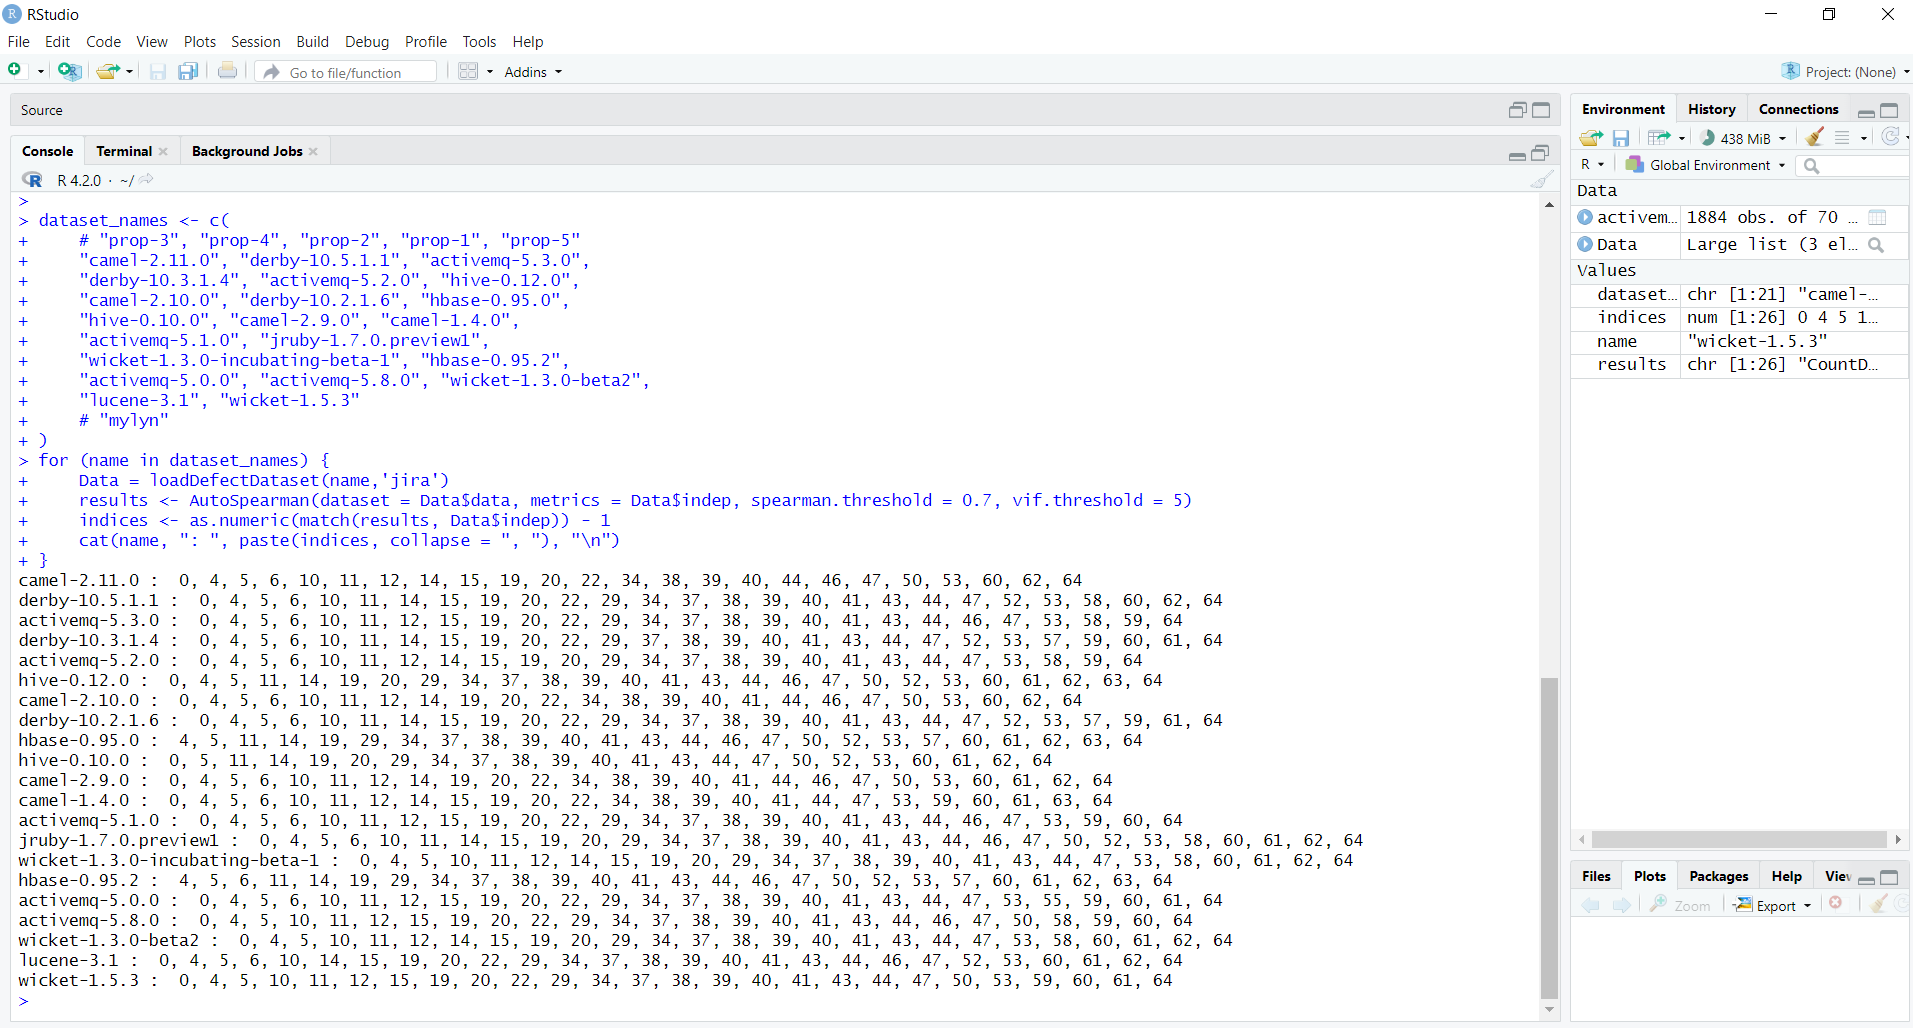 RStudio
File Edit Code View Plots Session Build Debug Profile Tools Help
Go to file/function Addins Project: (None)
Source
Console Terminal Background Jobs
R 4.2.0 · ~/
>
> dataset_names <- c(
+     # "prop-3", "prop-4", "prop-2", "prop-1", "prop-5"
+     "camel-2.11.0", "derby-10.5.1.1", "activemq-5.3.0",
+     "derby-10.3.1.4", "activemq-5.2.0", "hive-0.12.0",
+     "camel-2.10.0", "derby-10.2.1.6", "hbase-0.95.0",
+     "hive-0.10.0", "camel-2.9.0", "camel-1.4.0",
+     "activemq-5.1.0", "jruby-1.7.0.preview1",
+     "wicket-1.3.0-incubating-beta-1", "hbase-0.95.2",
+     "activemq-5.0.0", "activemq-5.8.0", "wicket-1.3.0-beta2",
+     "lucene-3.1", "wicket-1.5.3"
+     # "mylyn"
+ )
> for (name in dataset_names) {
+     Data = loadDefectDataset(name,'jira')
+     results <- AutoSpearman(dataset = Data$data, metrics = Data$indep, spearman.threshold = 0.7, vif.threshold = 5)
+     indices <- as.numeric(match(results, Data$indep)) - 1
+     cat(name, ": ", paste(indices, collapse = ", "), "\n")
+ }
camel-2.11.0 :  0, 4, 5, 6, 10, 11, 12, 14, 15, 19, 20, 22, 34, 38, 39, 40, 44, 46, 47, 50, 53, 60, 62, 64
derby-10.5.1.1 :  0, 4, 5, 6, 10, 11, 14, 15, 19, 20, 22, 29, 34, 37, 38, 39, 40, 41, 43, 44, 47, 52, 53, 58, 60, 62, 64
activemq-5.3.0 :  0, 4, 5, 6, 10, 11, 12, 15, 19, 20, 22, 29, 34, 37, 38, 39, 40, 41, 43, 44, 46, 47, 53, 58, 59, 64
derby-10.3.1.4 :  0, 4, 5, 6, 10, 11, 14, 15, 19, 20, 22, 29, 37, 38, 39, 40, 41, 43, 44, 47, 52, 53, 57, 59, 60, 61, 64
activemq-5.2.0 :  0, 4, 5, 6, 10, 11, 12, 14, 15, 19, 20, 29, 34, 37, 38, 39, 40, 41, 43, 44, 47, 53, 58, 59, 64
hive-0.12.0 :  0, 4, 5, 11, 14, 19, 20, 29, 34, 37, 38, 39, 40, 41, 43, 44, 46, 47, 50, 52, 53, 60, 61, 62, 63, 64
camel-2.10.0 :  0, 4, 5, 6, 10, 11, 12, 14, 19, 20, 22, 34, 38, 39, 40, 41, 44, 46, 47, 50, 53, 60, 62, 64
derby-10.2.1.6 :  0, 4, 5, 6, 10, 11, 14, 15, 19, 20, 22, 29, 34, 37, 38, 39, 40, 41, 43, 44, 47, 52, 53, 57, 59, 61, 64
hbase-0.95.0 :  4, 5, 11, 14, 19, 29, 34, 37, 38, 39, 40, 41, 43, 44, 46, 47, 50, 52, 53, 57, 60, 61, 62, 63, 64
hive-0.10.0 :  0, 5, 11, 14, 19, 20, 29, 34, 37, 38, 39, 40, 41, 43, 44, 47, 50, 52, 53, 60, 61, 62, 64
camel-2.9.0 :  0, 4, 5, 6, 10, 11, 12, 14, 19, 20, 22, 34, 38, 39, 40, 41, 44, 46, 47, 50, 53, 60, 61, 62, 64
camel-1.4.0 :  0, 4, 5, 6, 10, 11, 12, 14, 15, 19, 20, 22, 34, 38, 39, 40, 41, 44, 47, 53, 59, 60, 61, 63, 64
activemq-5.1.0 :  0, 4, 5, 6, 10, 11, 12, 15, 19, 20, 22, 29, 34, 37, 38, 39, 40, 41, 43, 44, 46, 47, 53, 59, 60, 64
jruby-1.7.0.preview1 :  0, 4, 5, 6, 10, 11, 14, 15, 19, 20, 29, 34, 37, 38, 39, 40, 41, 43, 44, 46, 47, 50, 52, 53, 58, 60, 61, 62, 64
wicket-1.3.0-incubating-beta-1 :  0, 4, 5, 10, 11, 12, 14, 15, 19, 20, 29, 34, 37, 38, 39, 40, 41, 43, 44, 47, 53, 58, 60, 61, 62, 64
hbase-0.95.2 :  4, 5, 6, 11, 14, 19, 29, 34, 37, 38, 39, 40, 41, 43, 44, 46, 47, 50, 52, 53, 57, 60, 61, 62, 63, 64
activemq-5.0.0 :  0, 4, 5, 6, 10, 11, 12, 15, 19, 20, 22, 29, 34, 37, 38, 39, 40, 41, 43, 44, 47, 53, 55, 59, 60, 61, 64
activemq-5.8.0 :  0, 4, 5, 10, 11, 12, 15, 19, 20, 22, 29, 34, 37, 38, 39, 40, 41, 43, 44, 46, 47, 50, 58, 59, 60, 64
wicket-1.3.0-beta2 :  0, 4, 5, 10, 11, 12, 14, 15, 19, 20, 29, 34, 37, 38, 39, 40, 41, 43, 44, 47, 53, 58, 60, 61, 62, 64
lucene-3.1 :  0, 4, 5, 6, 10, 14, 15, 19, 20, 22, 29, 34, 37, 38, 39, 40, 41, 43, 44, 46, 47, 52, 53, 60, 61, 62, 64
wicket-1.5.3 :  0, 4, 5, 10, 11, 12, 15, 19, 20, 22, 29, 34, 37, 38, 39, 40, 41, 43, 44, 47, 50, 53, 59, 60, 61, 64
>
Environment History Connections
438 MiB
R Global Environment
Data
activem... 1884 obs. of 70 ...
Data Large list (3 el...
Values
dataset... chr [1:21] "camel-...
indices num [1:26] 0 4 5 1...
name "wicket-1.5.3"
results chr [1:26] "CountD...
Files Plots Packages Help Vie
Zoom Export